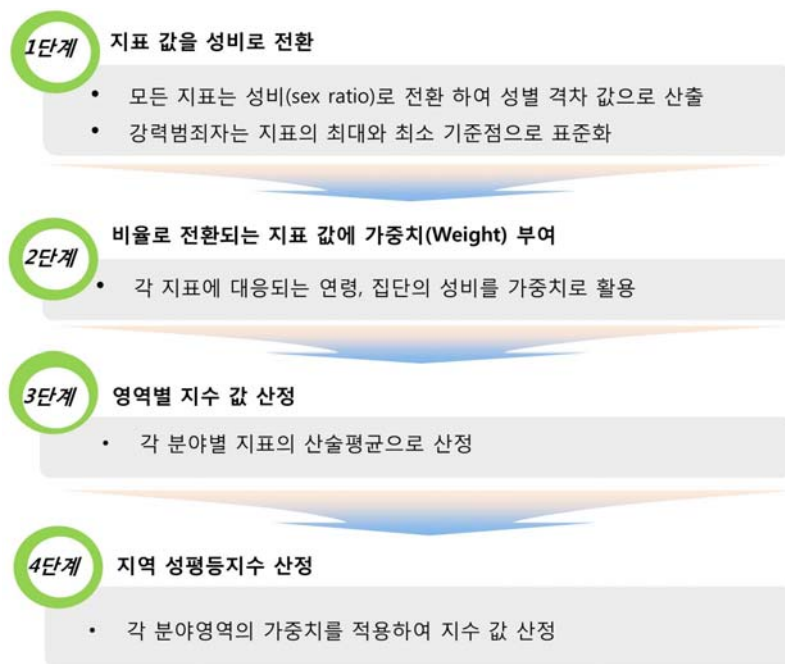 1단계 지표 값을 성비로 전환
• 모든 지표는 성비(sex ratio)로 전환 하여 성별 격차 값으로 산출
• 강력범죄자는 지표의 최대와 최소 기준점으로 표준화
2단계 비율로 전환되는 지표 값에 가중치(Weight) 부여
• 각 지표에 대응되는 연령, 집단의 성비를 가중치로 활용
3단계 영역별 지수 값 산정
• 각 분야별 지표의 산술평균으로 산정
4단계 지역 성평등지수 산정
• 각 분야영역의 가중치를 적용하여 지수 값 산정